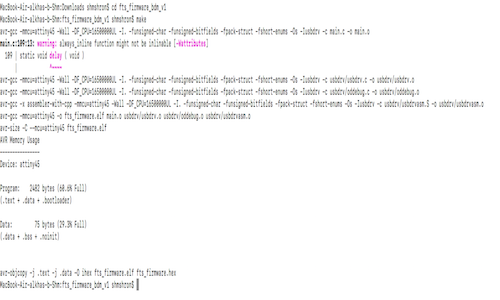 MacBook-Air-alkhas-b-Shm:Downloads shmshron$ cd fts_firmware_bdm_v1
MacBook-Air-alkhas-b-Shm:fts_firmware_bdm_v1 shmshron$ make
avr-gcc -mmcu=attiny45 -Wall -DF_CPU=16500000UL -I. -funsigned-char -funsigned-bitfields -fpack-struct -fshort-enums -Os -Iusbdrv -c main.c -o main.o
main.c:109:13: warning: always_inline function might not be inlinable [-Wattributes]
109 | static void delay ( void )
| ^~~~~
avr-gcc -mmcu=attiny45 -Wall -DF_CPU=16500000UL -I. -funsigned-char -funsigned-bitfields -fpack-struct -fshort-enums -Os -Iusbdrv -c usbdrv/usbdrv.c -o usbdrv/usbdrv.o
avr-gcc -mmcu=attiny45 -Wall -DF_CPU=16500000UL -I. -funsigned-char -funsigned-bitfields -fpack-struct -fshort-enums -Os -Iusbdrv -c usbdrv/oddebug.c -o usbdrv/oddebug.o
avr-gcc -x assembler-with-cpp -mmcu=attiny45 -Wall -DF_CPU=16500000UL -I. -funsigned-char -funsigned-bitfields -fpack-struct -fshort-enums -Os -Iusbdrv -c usbdrv/usbdrvasm.S -o usbdrv/usbdrvasm.o
avr-gcc -mmcu=attiny45 -o fts_firmware.elf main.o usbdrv/usbdrv.o usbdrv/oddebug.o usbdrv/usbdrvasm.o
avr-size -C --mcu=attiny45 fts_firmware.elf
AVR Memory Usage
----------------
Device: attiny45
Program: 2482 bytes (60.6% Full)
(.text + .data + .bootloader)
Data: 75 bytes (29.3% Full)
(.data + .bss + .noinit)
avr-objcopy -j .text -j .data -O ihex fts_firmware.elf fts_firmware.hex
MacBook-Air-alkhas-b-Shm:fts_firmware_bdm_v1 shmshron$